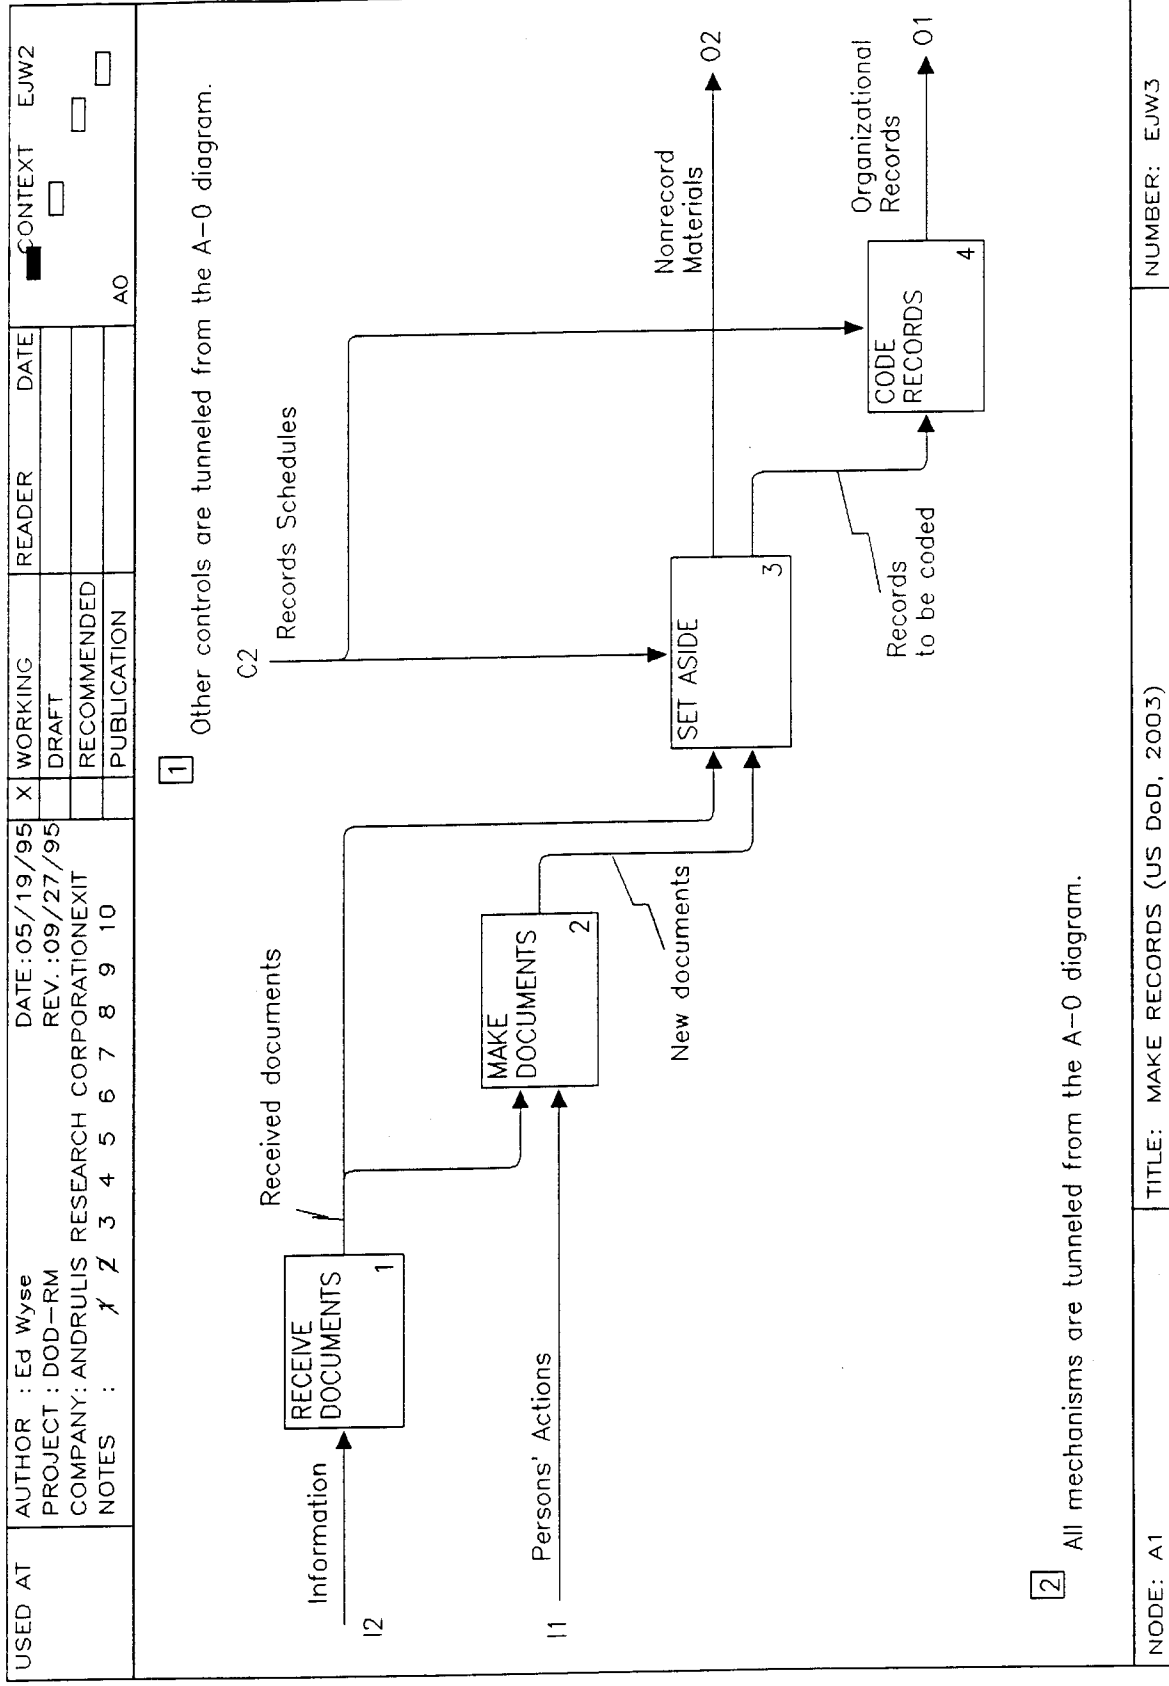 USED AT
AUTHOR : Ed Wyse
DATE:05/19/95
PROJECT : DOD–RM
REV.:09/27/95
COMPANY: ANDRULIS RESEARCH CORPORATIONEXIT
NOTES : 1 2 3 4 5 6 7 8 9 10
X WORKING
DRAFT
RECOMMENDED
PUBLICATION
READER DATE
CONTEXT EJW2
A0
1 Other controls are tunneled from the A–0 diagram.
C2
Records Schedules
Received documents
Information
I2
RECEIVE
DOCUMENTS
1
Persons' Actions
I1
MAKE
DOCUMENTS
2
New documents
SET ASIDE
3
Nonrecord
Materials
O2
Records
to be coded
CODE
RECORDS
4
Organizational
Records
O1
2 All mechanisms are tunneled from the A–0 diagram.
NODE: A1
TITLE: MAKE RECORDS (US DoD, 2003)
NUMBER: EJW3